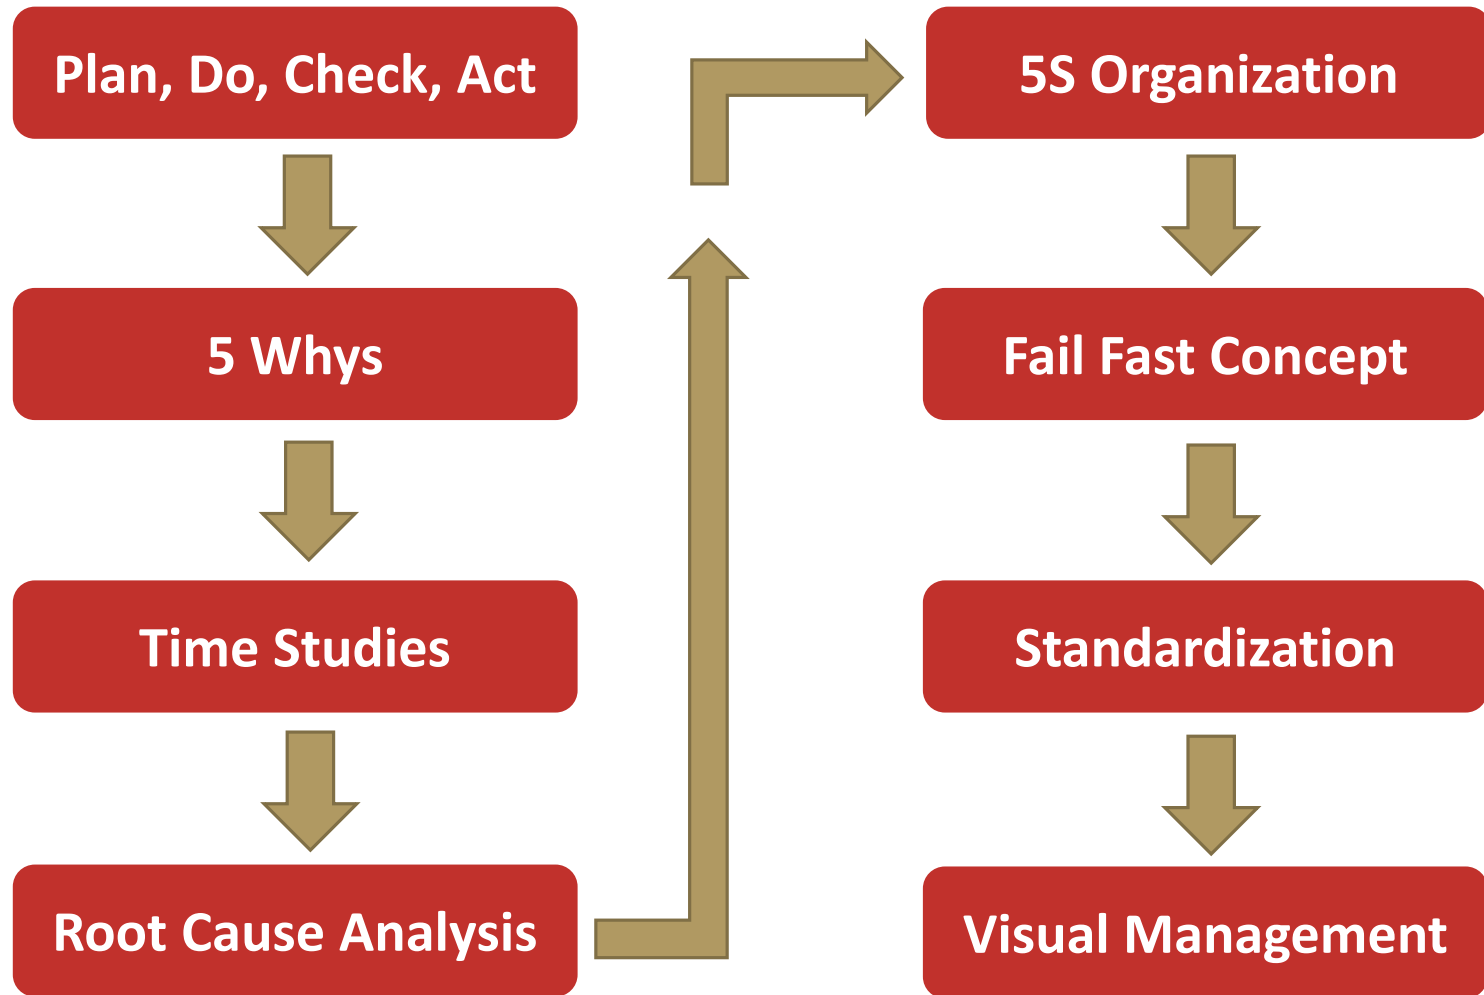 Plan, Do, Check, Act
5 Whys
Time Studies
Root Cause Analysis
5S Organization
Fail Fast Concept
Standardization
Visual Management